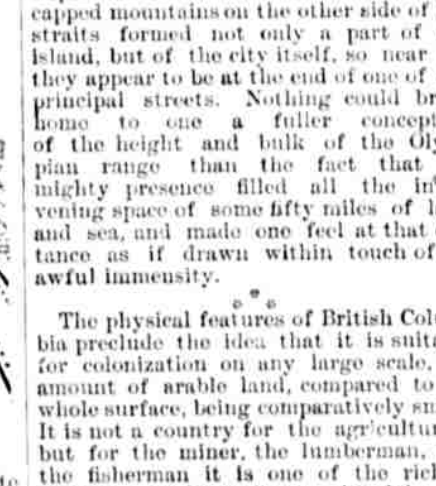 capped mountains on the other side of
straits formed not only a part of
island, but of the city itself, so near
they appear to be at the end of one of
principal streets. Nothing could br
home to one a fuller concept
of the height and bulk of the Oly
pian range than the fact that
mighty presence filled all the in
vening space of some fifty miles of l
and sea, and made one feel at that
tance as if drawn within touch of
awful immensity.
* * *
The physical features of British Colu
bia preclude the idea that it is suita
for colonization on any large scale,
amount of arable land, compared to
whole surface, being comparatively sm
It is not a country for the agr'cultur
but for the miner, the lumberman,
the fisherman it is one of the rich